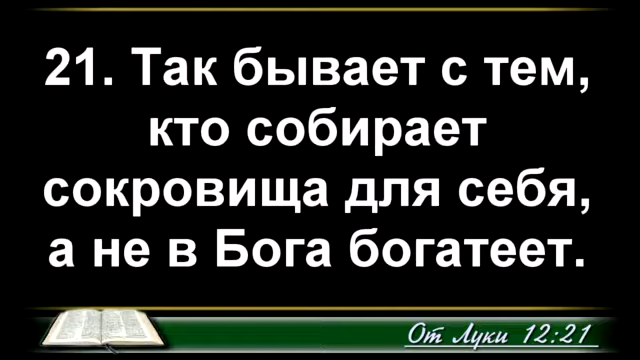 21. Так бывает с тем,
кто собирает
сокровища для себя,
а не в Бога богатеет.
От Луки 12:21